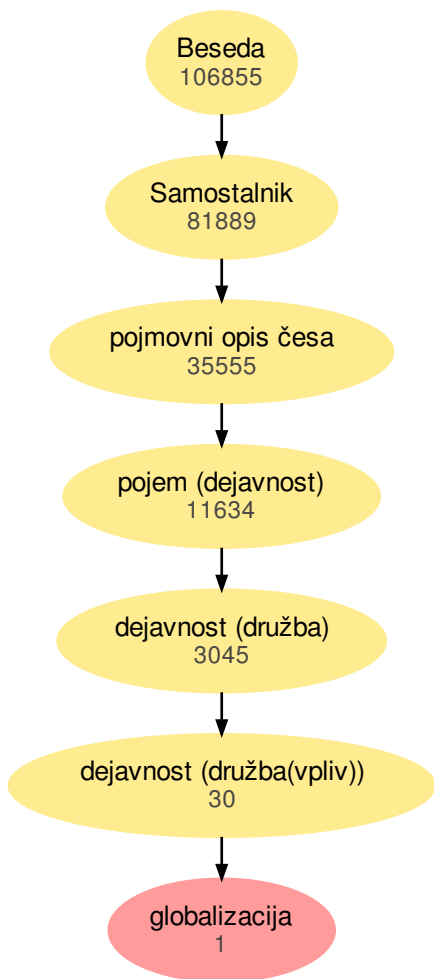 Beseda
106855
Samostalnik
81889
pojmovni opis česa
35555
pojem (dejavnost)
11634
dejavnost (družba)
3045
dejavnost (družba(vpliv))
30
globalizacija
1